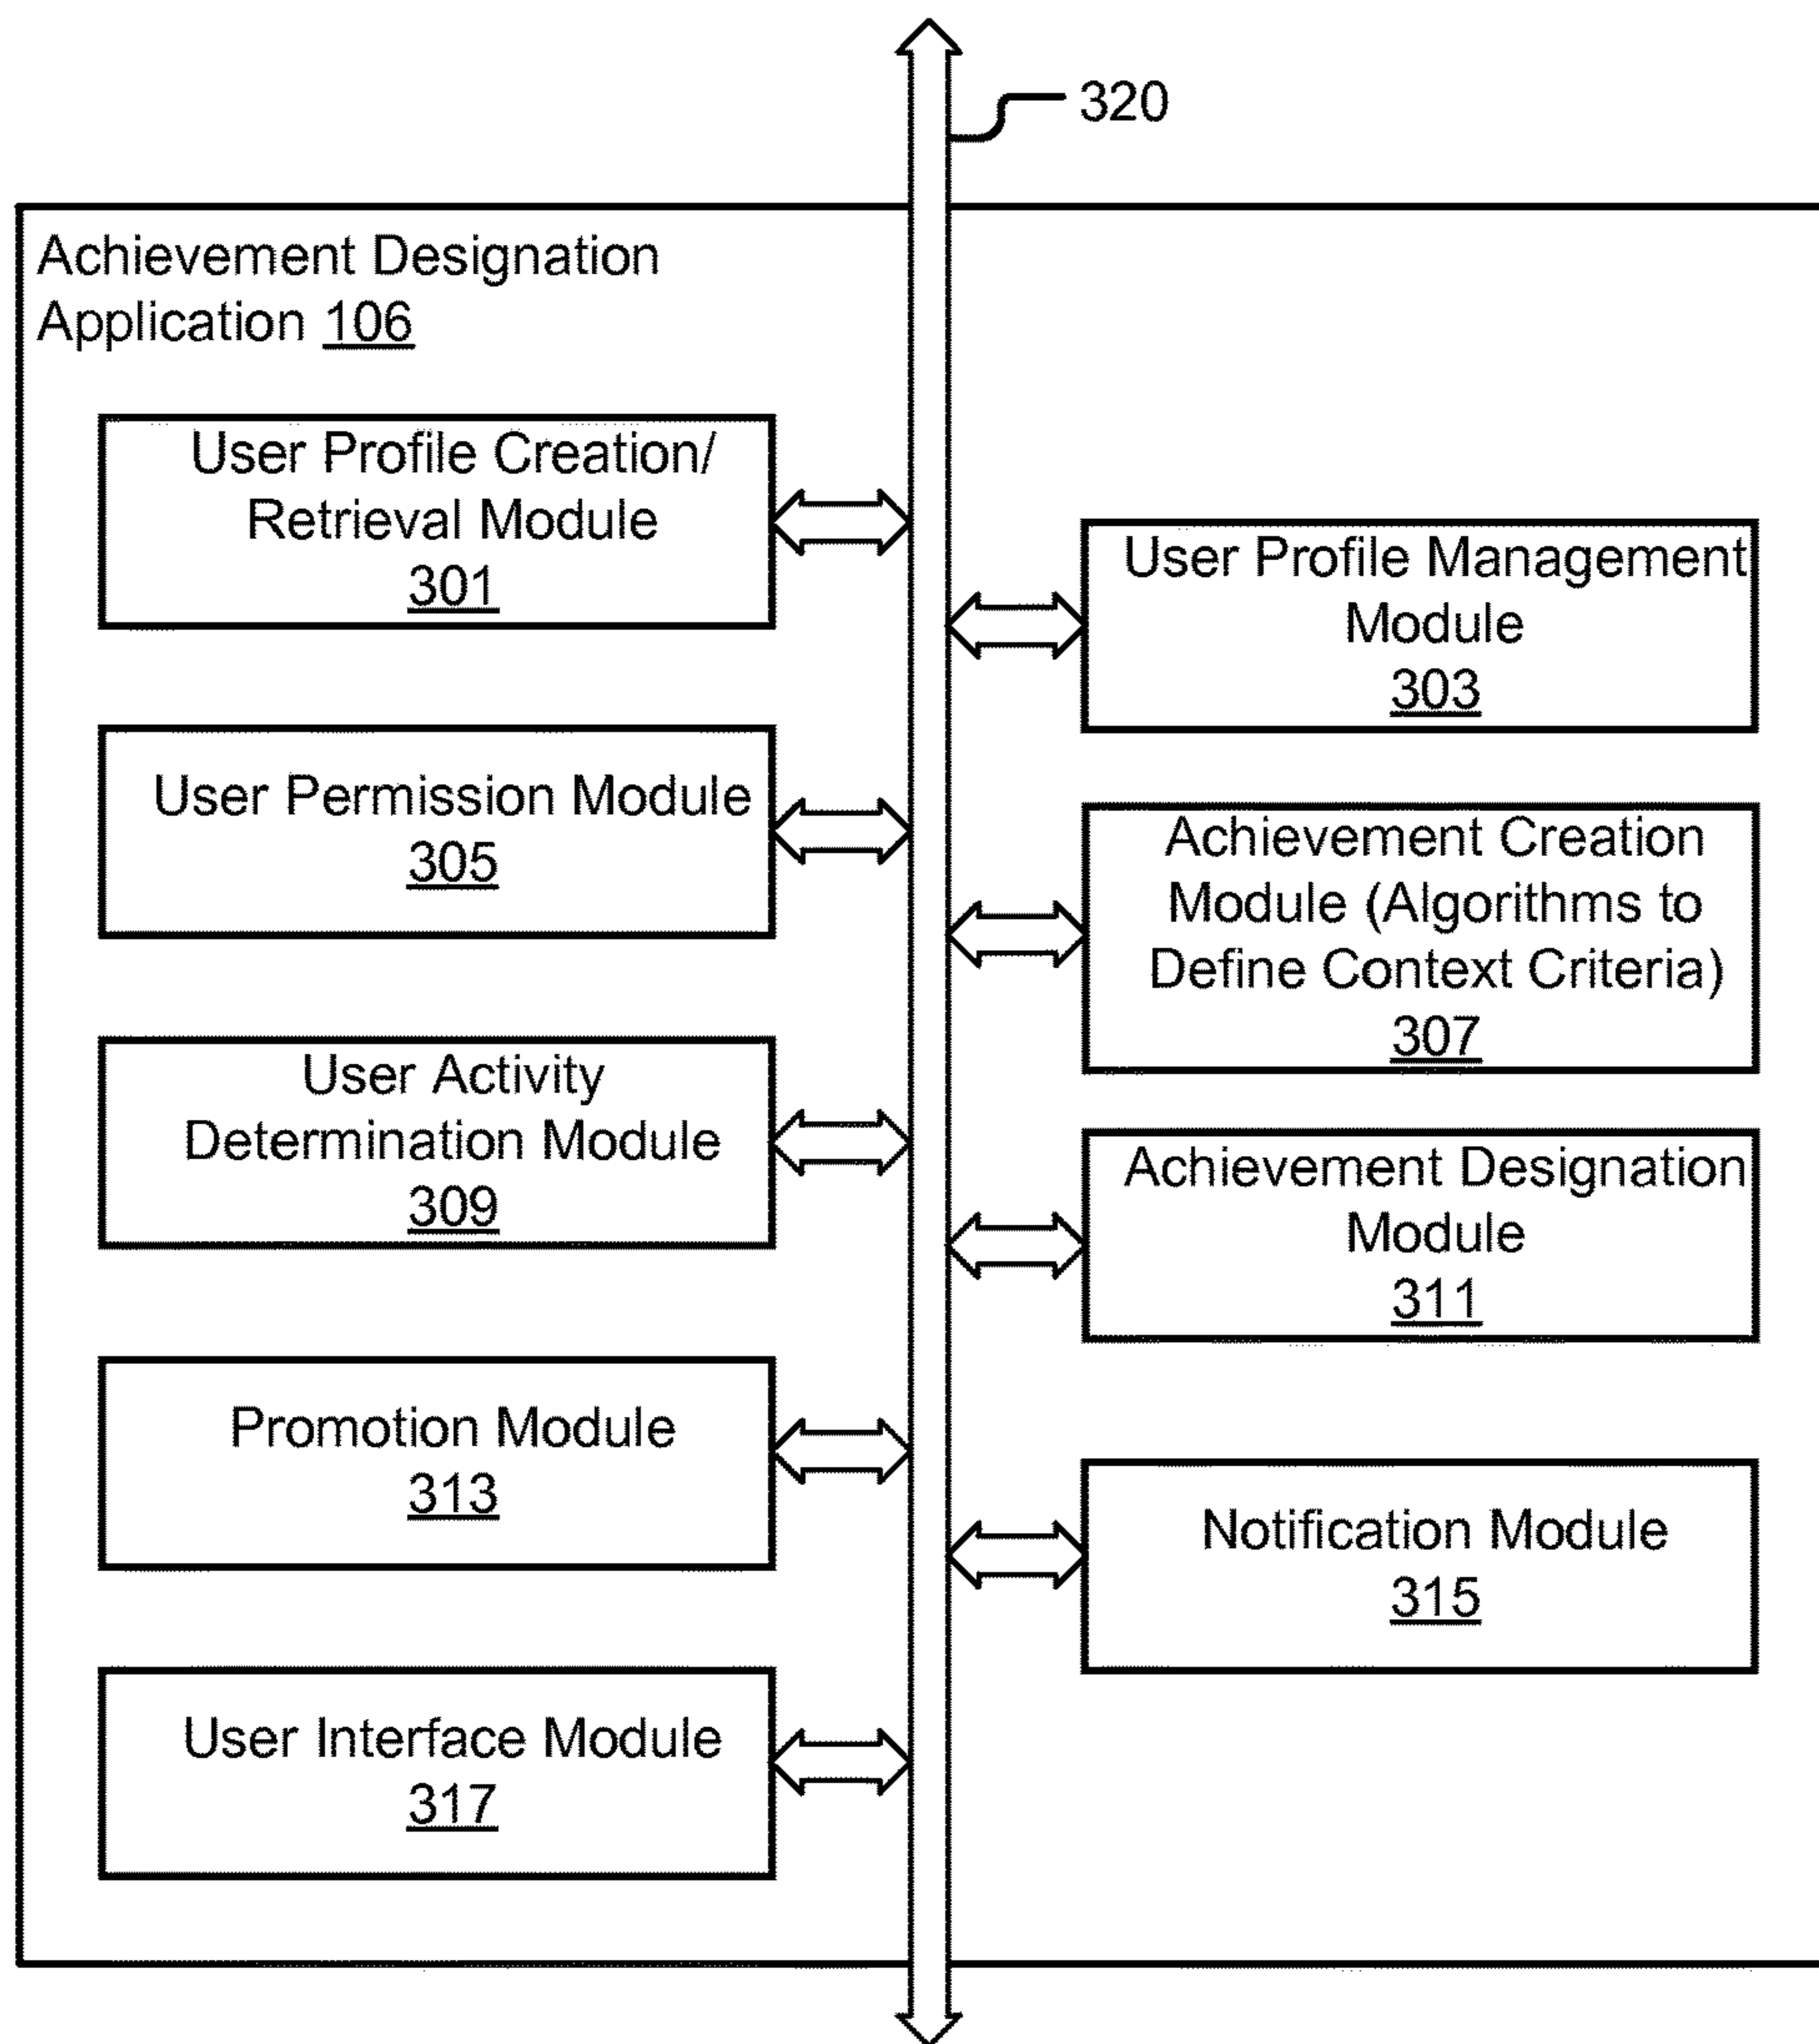 320
Achievement Designation
Application 106
User Profile Creation/
Retrieval Module
301
User Profile Management
Module
303
User Permission Module
305
Achievement Creation
Module (Algorithms to
Define Context Criteria)
307
User Activity
Determination Module
309
Achievement Designation
Module
311
Promotion Module
313
Notification Module
315
User Interface Module
317